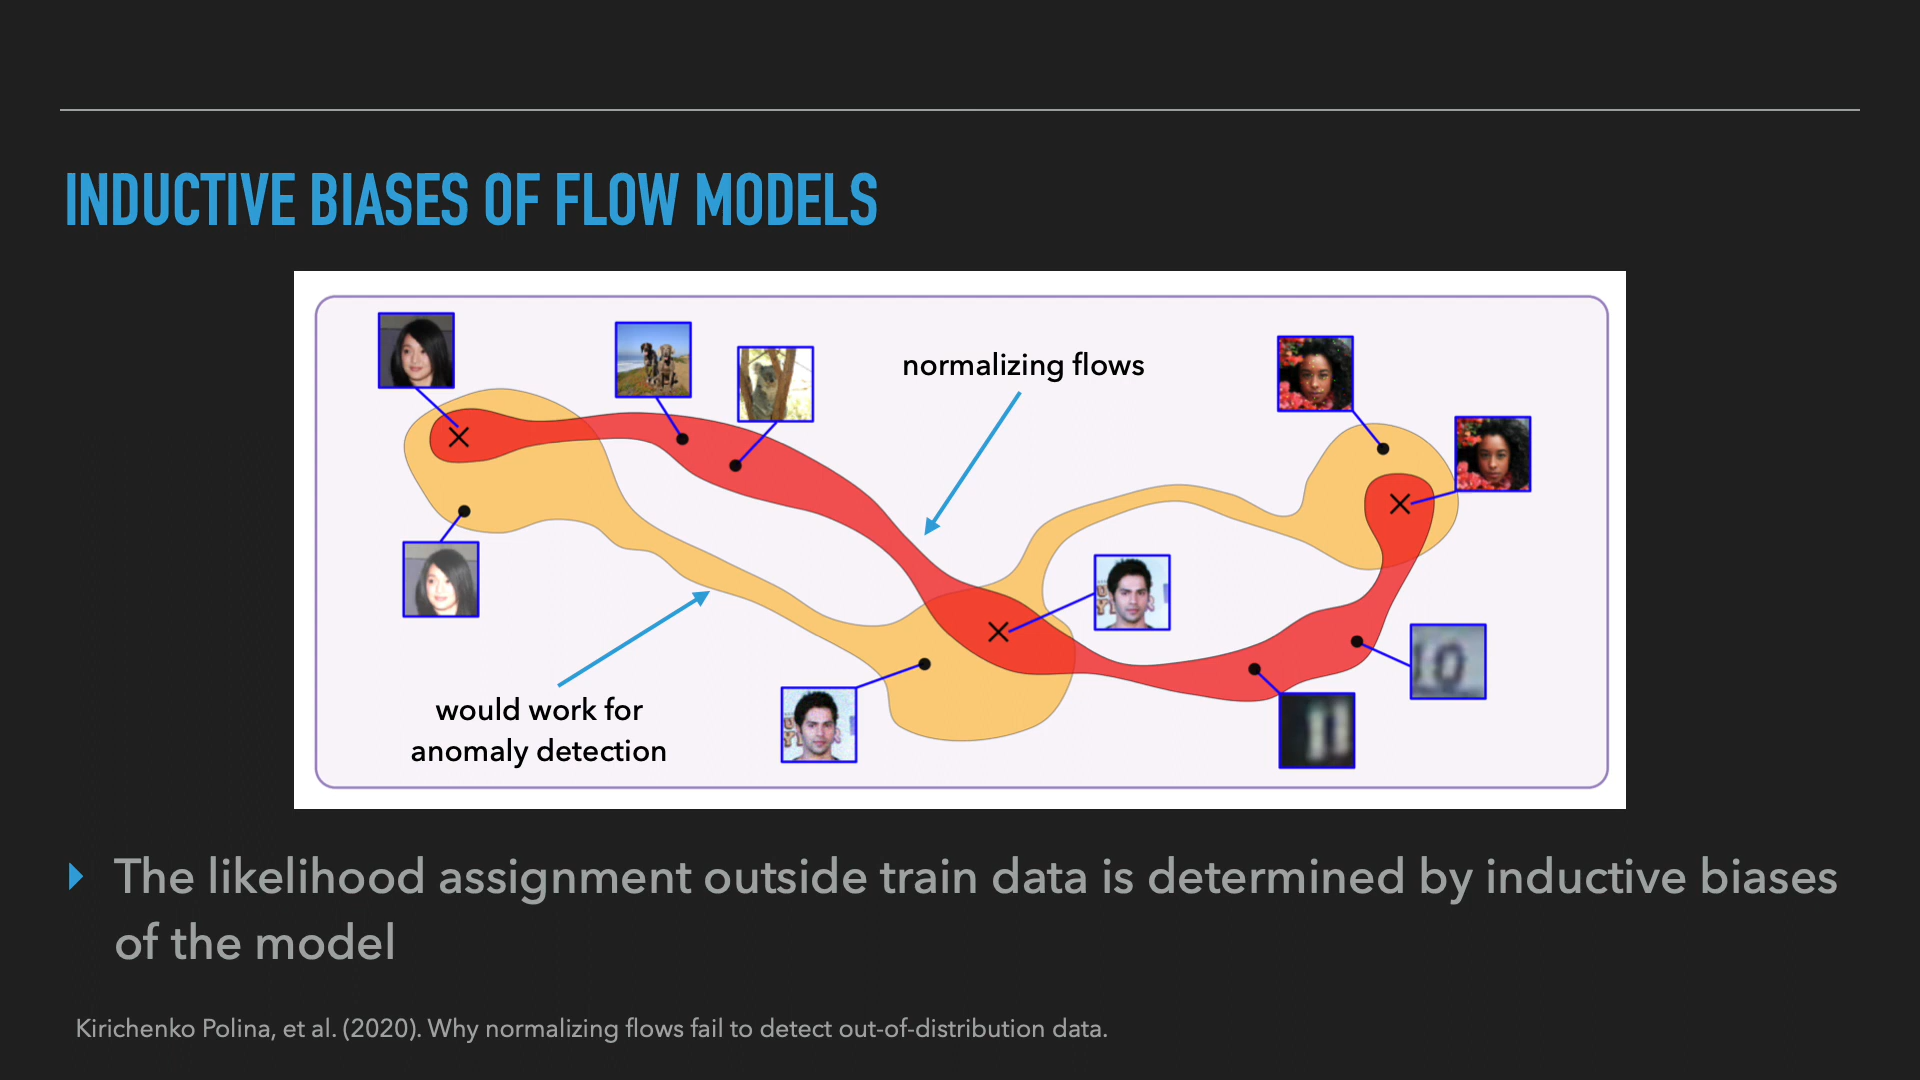 INDUCTIVE BIASES OF FLOW MODELS
normalizing flows
would work for
anomaly detection
The likelihood assignment outside train data is determined by inductive biases
of the model
Kirichenko Polina, et al. (2020). Why normalizing flows fail to detect out-of-distribution data.